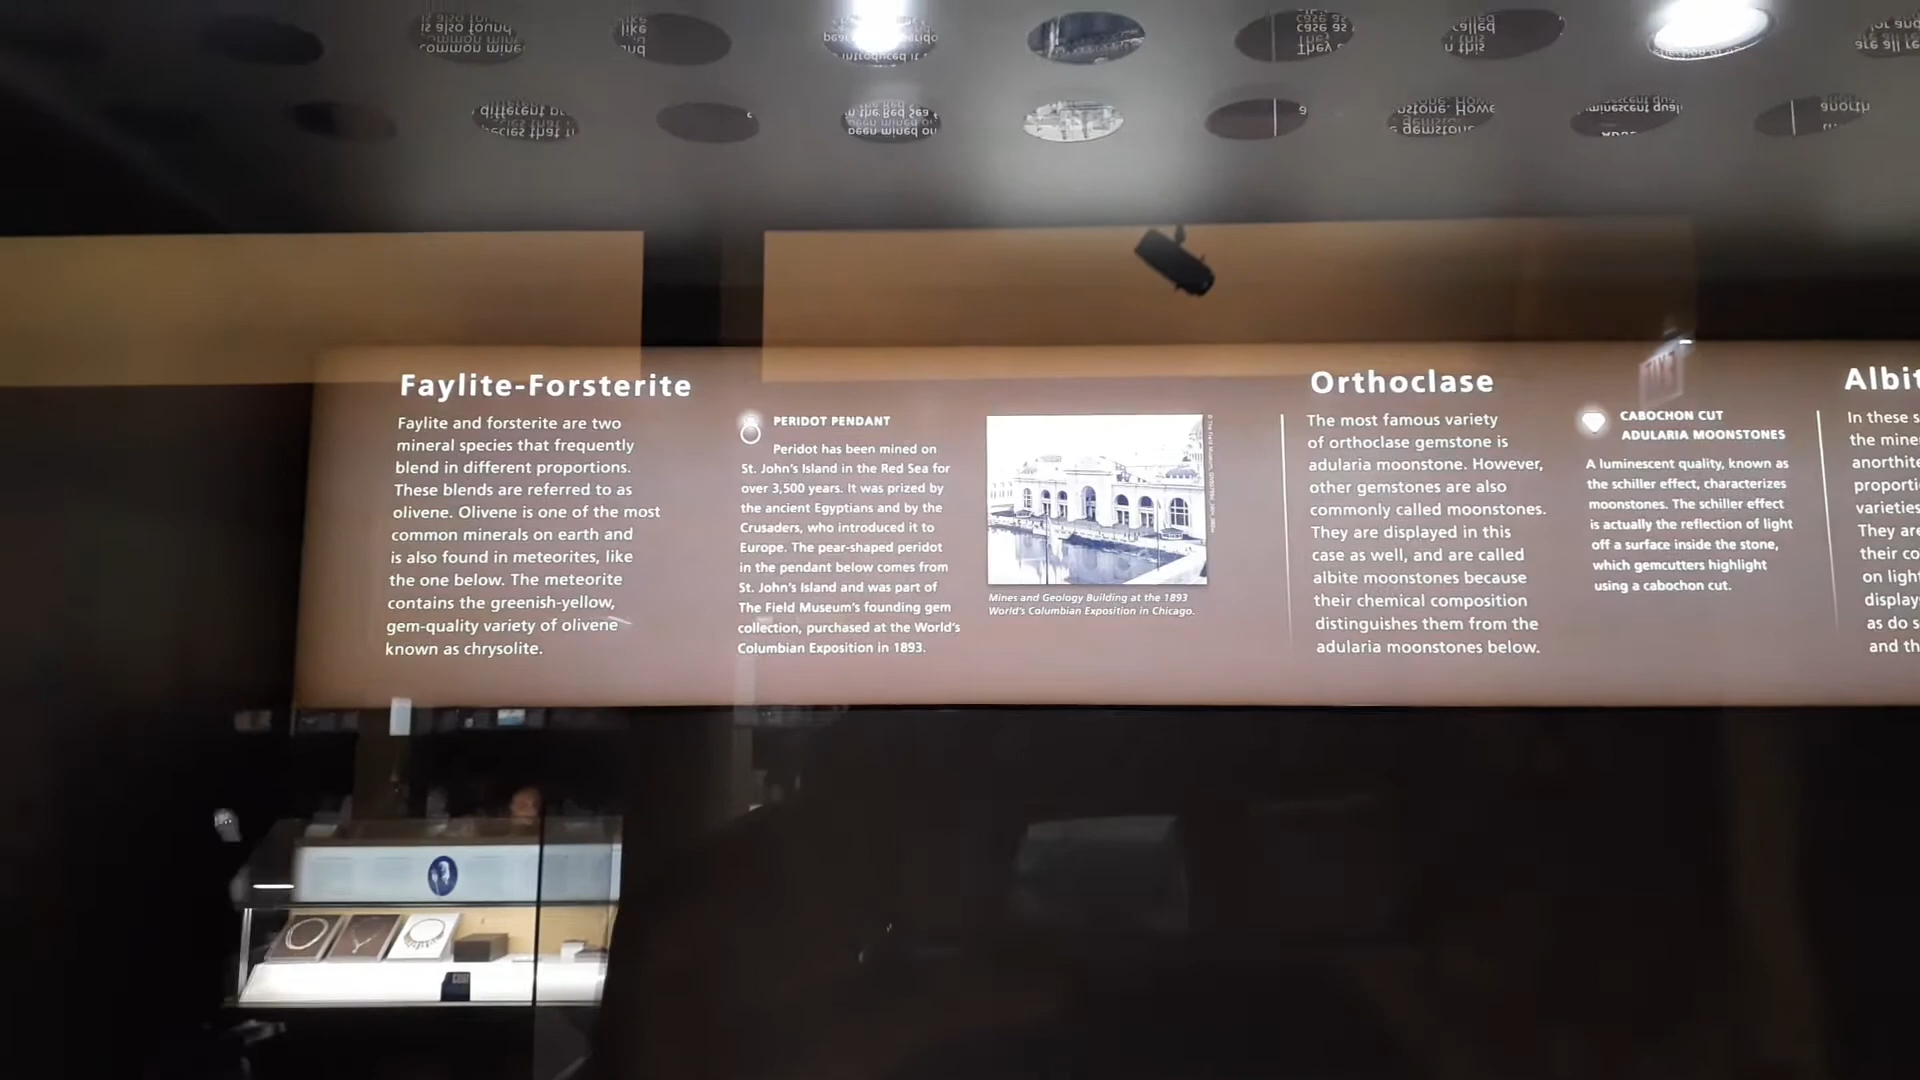 Faylite-Forsterite
Faylite and forsterite are two
mineral species that frequently
blend in different proportions.
These blends are referred to as
olivene. Olivene is one of the most
common minerals on earth and
is also found in meteorites, like
the one below. The meteorite
contains the greenish-yellow,
gem-quality variety of olivene
known as chrysolite.
PERIDOT PENDANT
Peridot has been mined on
St. John's Island in the Red Sea for
over 3,500 years. It was prized by
the ancient Egyptians and by the
Crusaders, who introduced it to
Europe. The pear-shaped peridot
in the pendant below comes from
St. John's Island and was part of
The Field Museum's founding gem
collection, purchased at the World's
Columbian Exposition in 1893.
Mines and Geology Building at the 1893
World's Columbian Exposition in Chicago.
Orthoclase
The most famous variety
of orthoclase gemstone is
adularia moonstone. However,
other gemstones are also
commonly called moonstones.
They are displayed in this
case as well, and are called
albite moonstones because
their chemical composition
distinguishes them from the
adularia moonstones below.
CABOCHON CUT
ADULARIA MOONSTONES
A luminescent quality, known as
the schiller effect, characterizes
moonstones. The schiller effect
is actually the reflection of light
off a surface inside the stone,
which gemcutters highlight
using a cabochon cut.
Albit
In these s
the miner
anorthite
proporti
varieties
They are
their co
on light
display
as do s
and th